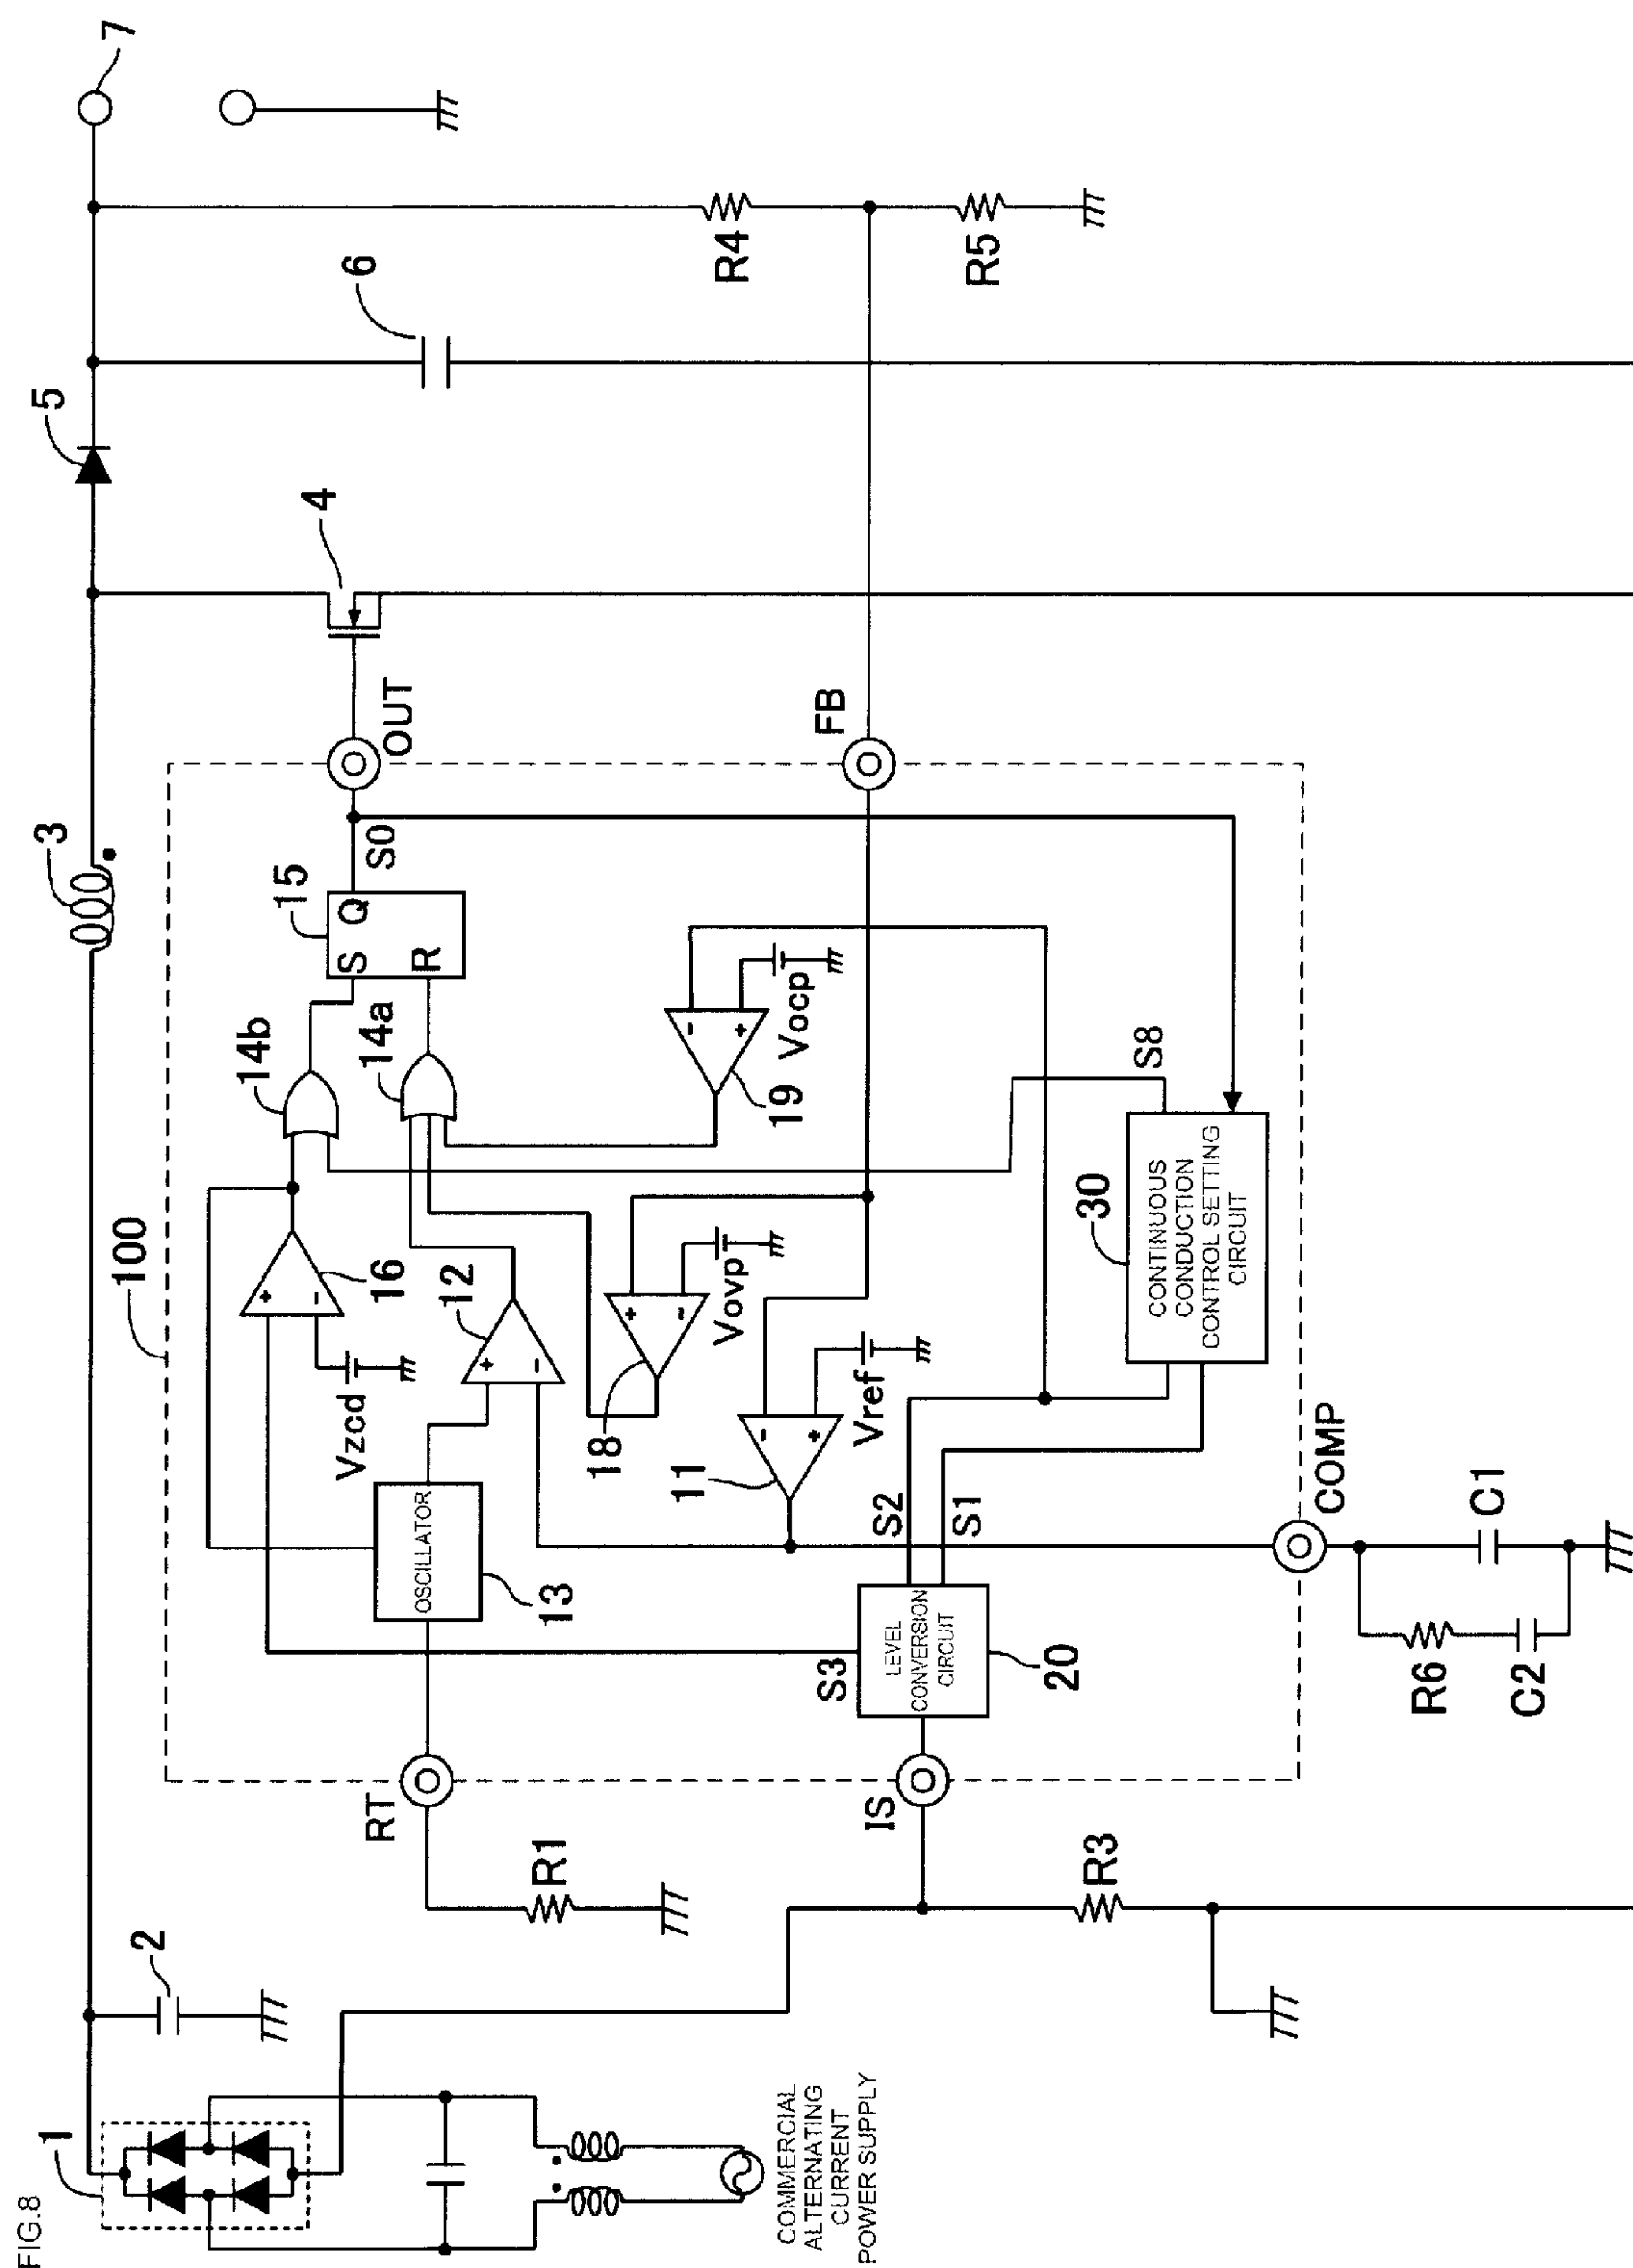 FIG.8
1
2
3
4
5
6
7
COMMERCIAL
ALTERNATING
CURRENT
POWER SUPPLY
100
RT
R1
IS
R3
OSCILLATOR
13
S3
LEVEL
CONVERSION
CIRCUIT
20
S2
S1
Vzcd
+
-
16
12
+
-
18
+
-
Vovp
11
-
+
Vref
14b
14a
15
S
R
Q
S0
OUT
FB
-
+
Vocp
19
S8
30
CONTINUOUS
CONDUCTION
CONTROL SETTING
CIRCUIT
COMP
R6
C2
C1
R4
R5